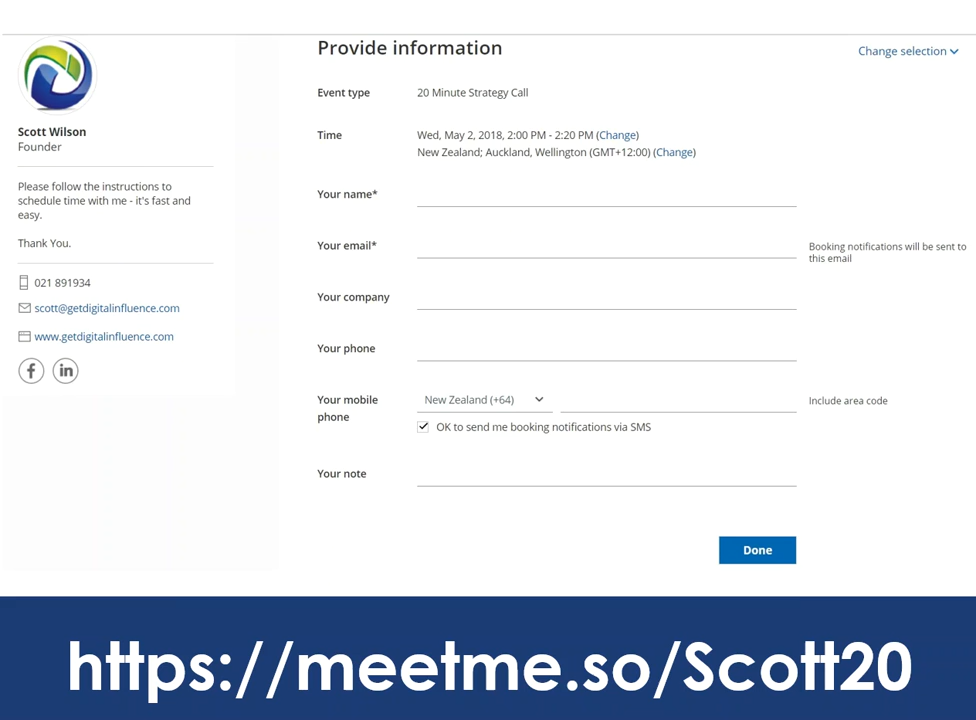 Provide information
Change selection
Scott Wilson
Founder
Please follow the instructions to
schedule time with me - it's fast and
easy.
Thank You.
021 891934
scott@getdigitalinfluence.com
www.getdigitalinfluence.com
f in
Event type 20 Minute Strategy Call
Time Wed, May 2, 2018, 2:00 PM - 2:20 PM (Change)
New Zealand; Auckland, Wellington (GMT+12:00) (Change)
Your name*
Your email*
Booking notifications will be sent to
this email
Your company
Your phone
Your mobile
phone
New Zealand (+64)
Include area code
OK to send me booking notifications via SMS
Your note
Done
https://meetme.so/Scott20